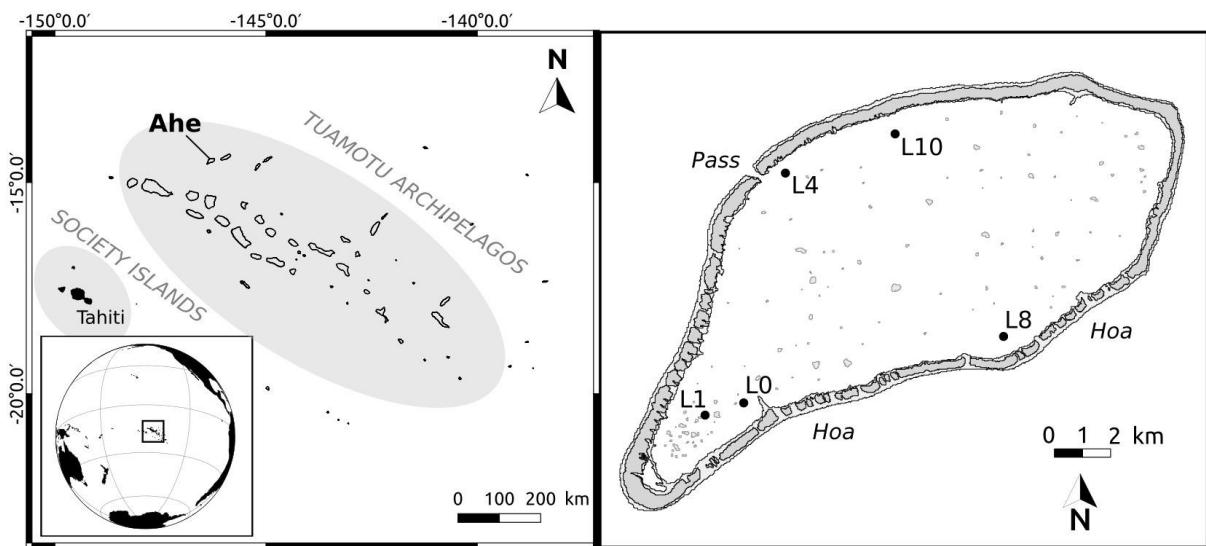 -150°0.0′
-145°0.0′
-140°0.0′
N
Ahe
TUAMOTU ARCHIPELAGOS
-15°0.0′
SOCIETY ISLANDS
Tahiti
-20°0.0′
0 100 200 km
Pass
L10
L4
L8
Hoa
L1
L0
Hoa
0 1 2 km
N